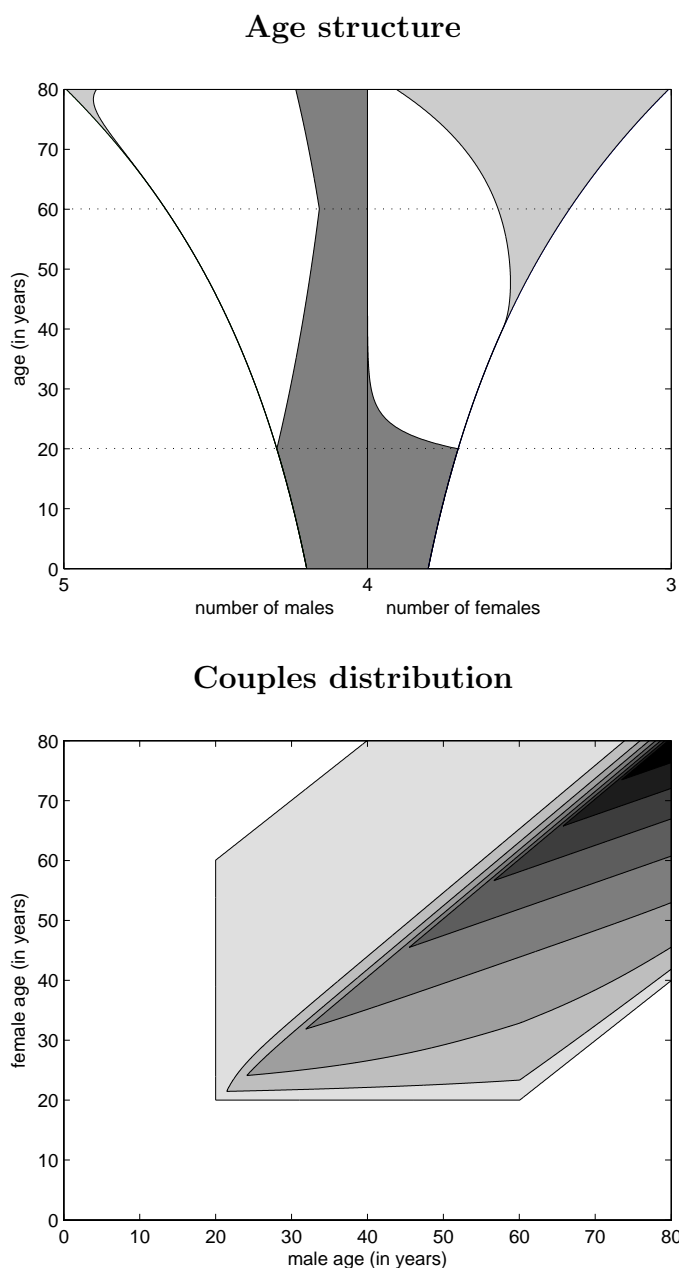 Age structure
80
70
60
50
40
30
20
10
0
age (in years)
5 4 3
number of males number of females
Couples distribution
80
70
60
50
40
30
20
10
0
female age (in years)
0 10 20 30 40 50 60 70 80
male age (in years)